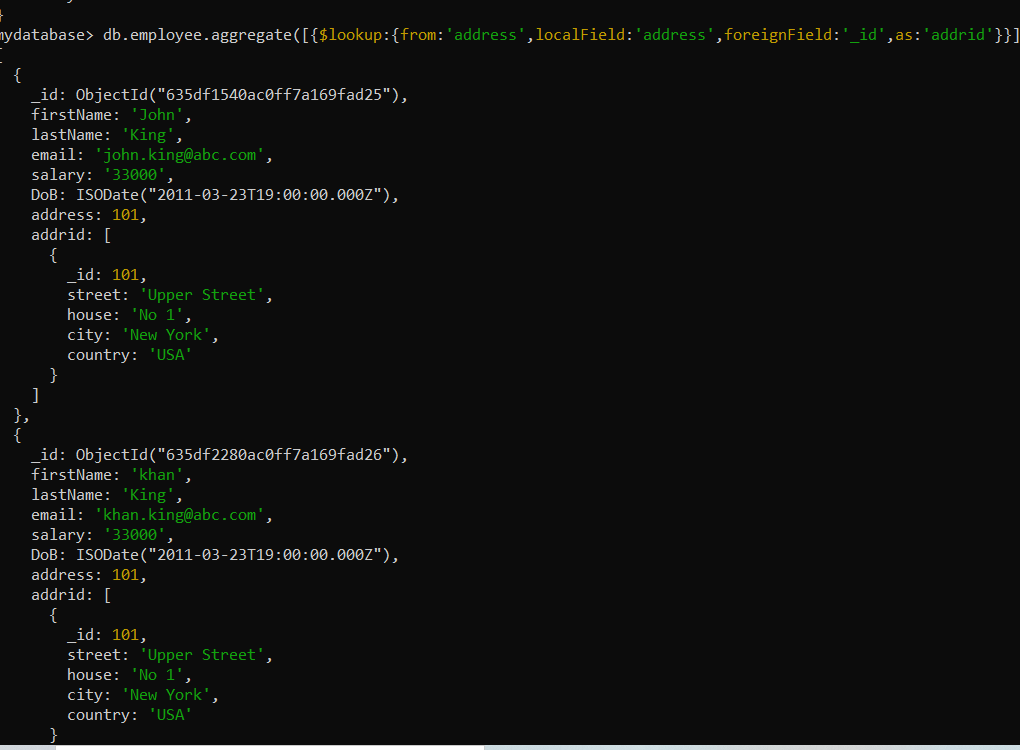 }
mydatabase> db.employee.aggregate([{$lookup:{from:'address',localField:'address',foreignField:'_id',as:'addrid'}}]
[
{
_id: ObjectId("635df1540ac0ff7a169fad25"),
firstName: 'John',
lastName: 'King',
email: 'john.king@abc.com',
salary: '33000',
DoB: ISODate("2011-03-23T19:00:00.000Z"),
address: 101,
addrid: [
{
_id: 101,
street: 'Upper Street',
house: 'No 1',
city: 'New York',
country: 'USA'
}
]
},
{
_id: ObjectId("635df2280ac0ff7a169fad26"),
firstName: 'khan',
lastName: 'King',
email: 'khan.king@abc.com',
salary: '33000',
DoB: ISODate("2011-03-23T19:00:00.000Z"),
address: 101,
addrid: [
{
_id: 101,
street: 'Upper Street',
house: 'No 1',
city: 'New York',
country: 'USA'
}